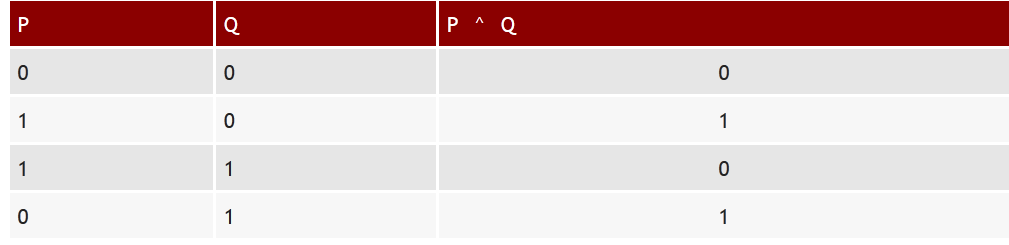 P Q P ^ Q
0 0 0
1 0 1
1 1 0
0 1 1